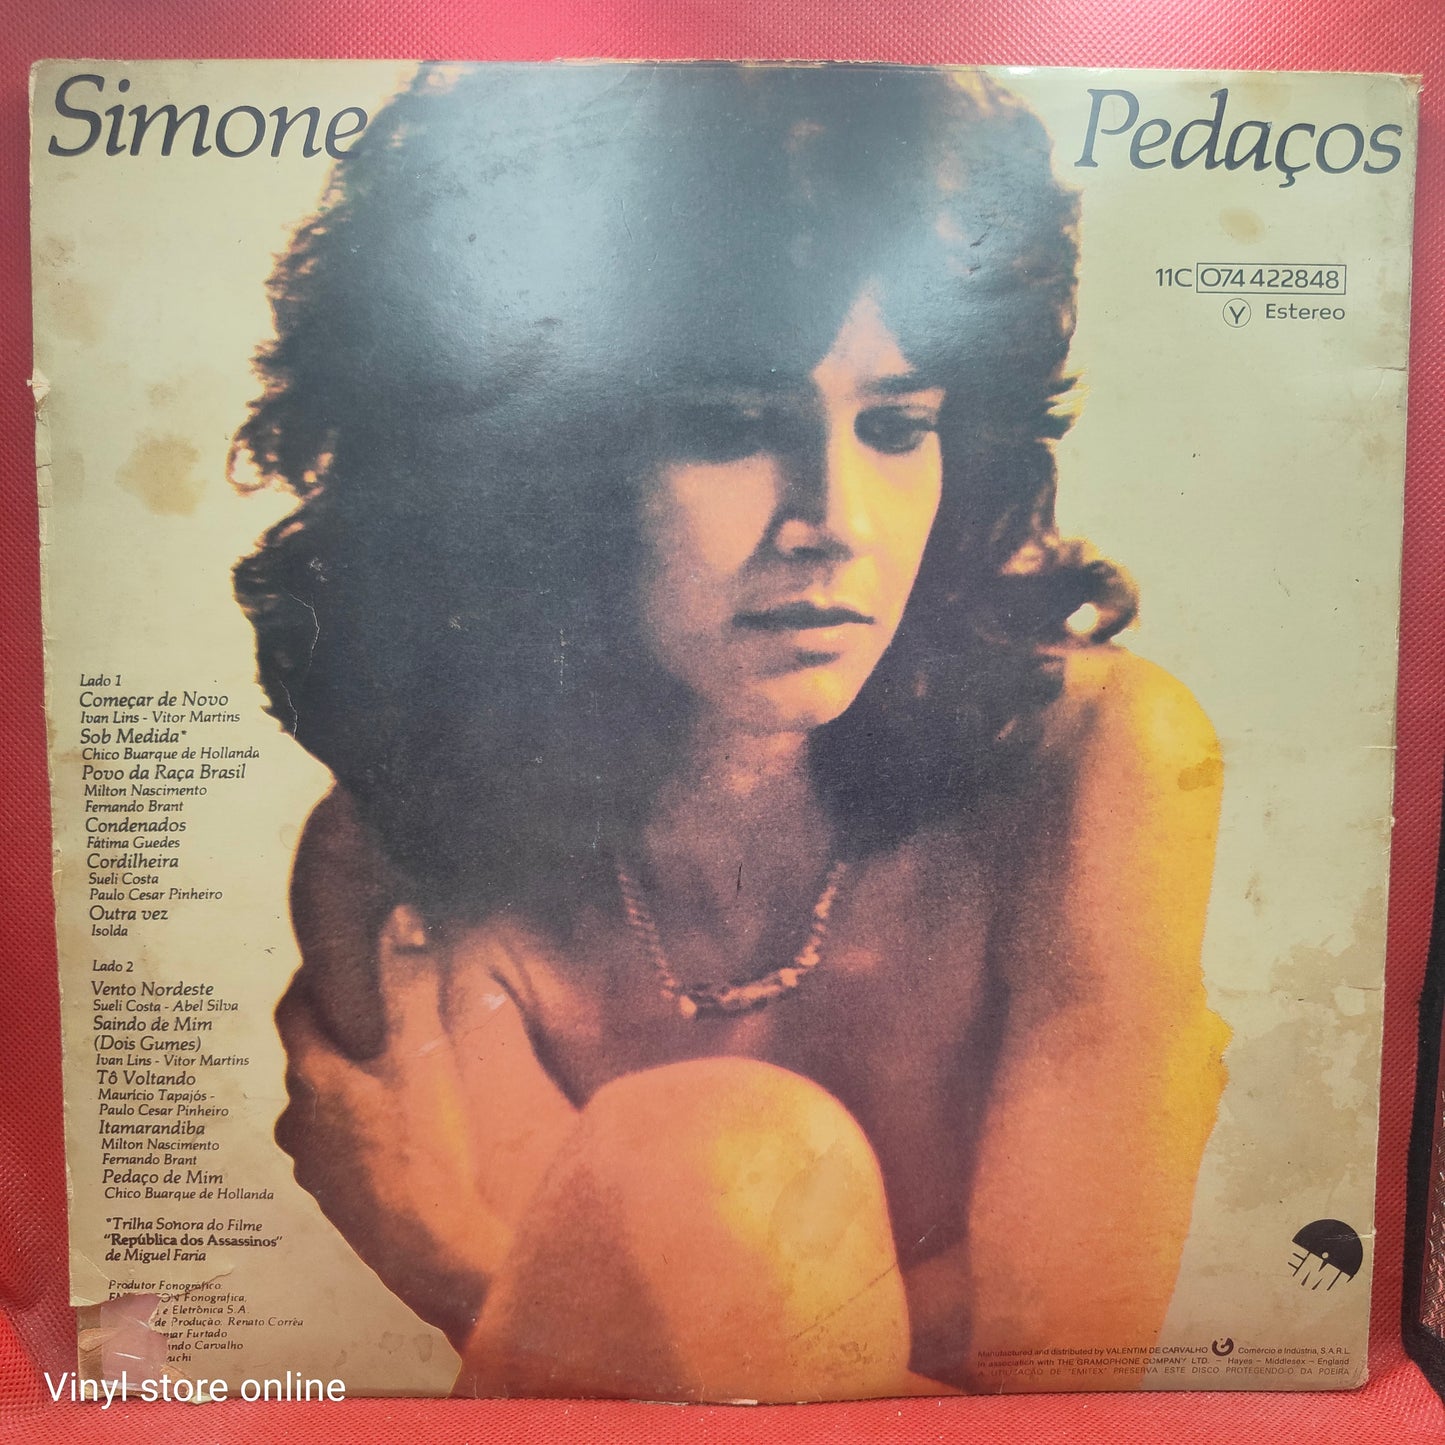 Simone
Pedaços
11C 074 422848
Y Estereo
Lado 1
Começar de Novo
Ivan Lins - Vitor Martins
Sob Medida*
Chico Buarque de Hollanda
Povo da Raça Brasil
Milton Nascimento
Fernando Brant
Condenados
Fátima Guedes
Cordilheira
Sueli Costa
Paulo Cesar Pinheiro
Outra vez
Isolda
Lado 2
Vento Nordeste
Sueli Costa - Abel Silva
Saindo de Mim
(Dois Gumes)
Ivan Lins - Vitor Martins
Tô Voltando
Maurício Tapajós -
Paulo Cesar Pinheiro
Itamarandiba
Milton Nascimento
Fernando Brant
Pedaço de Mim
Chico Buarque de Hollanda
*Trilha Sonora do Filme
"República dos Assassinos"
de Miguel Faria
Produtor Fonográfico
Fonográfica,
e Eletrônica S.A.
de Produção: Renato Corrêa
Furtado
Carvalho
EMI
Manufactured and distributed by VALENTIM DE CARVALHO Comércio e Indústria, S.A.R.L.
in association with THE GRAMOPHONE COMPANY LTD. - Hayes - Middlesex - England
A UTILIZAÇÃO DE "EMITEX" PRESERVA ESTE DISCO PROTEGENDO-O DA POEIRA
Vinyl store online